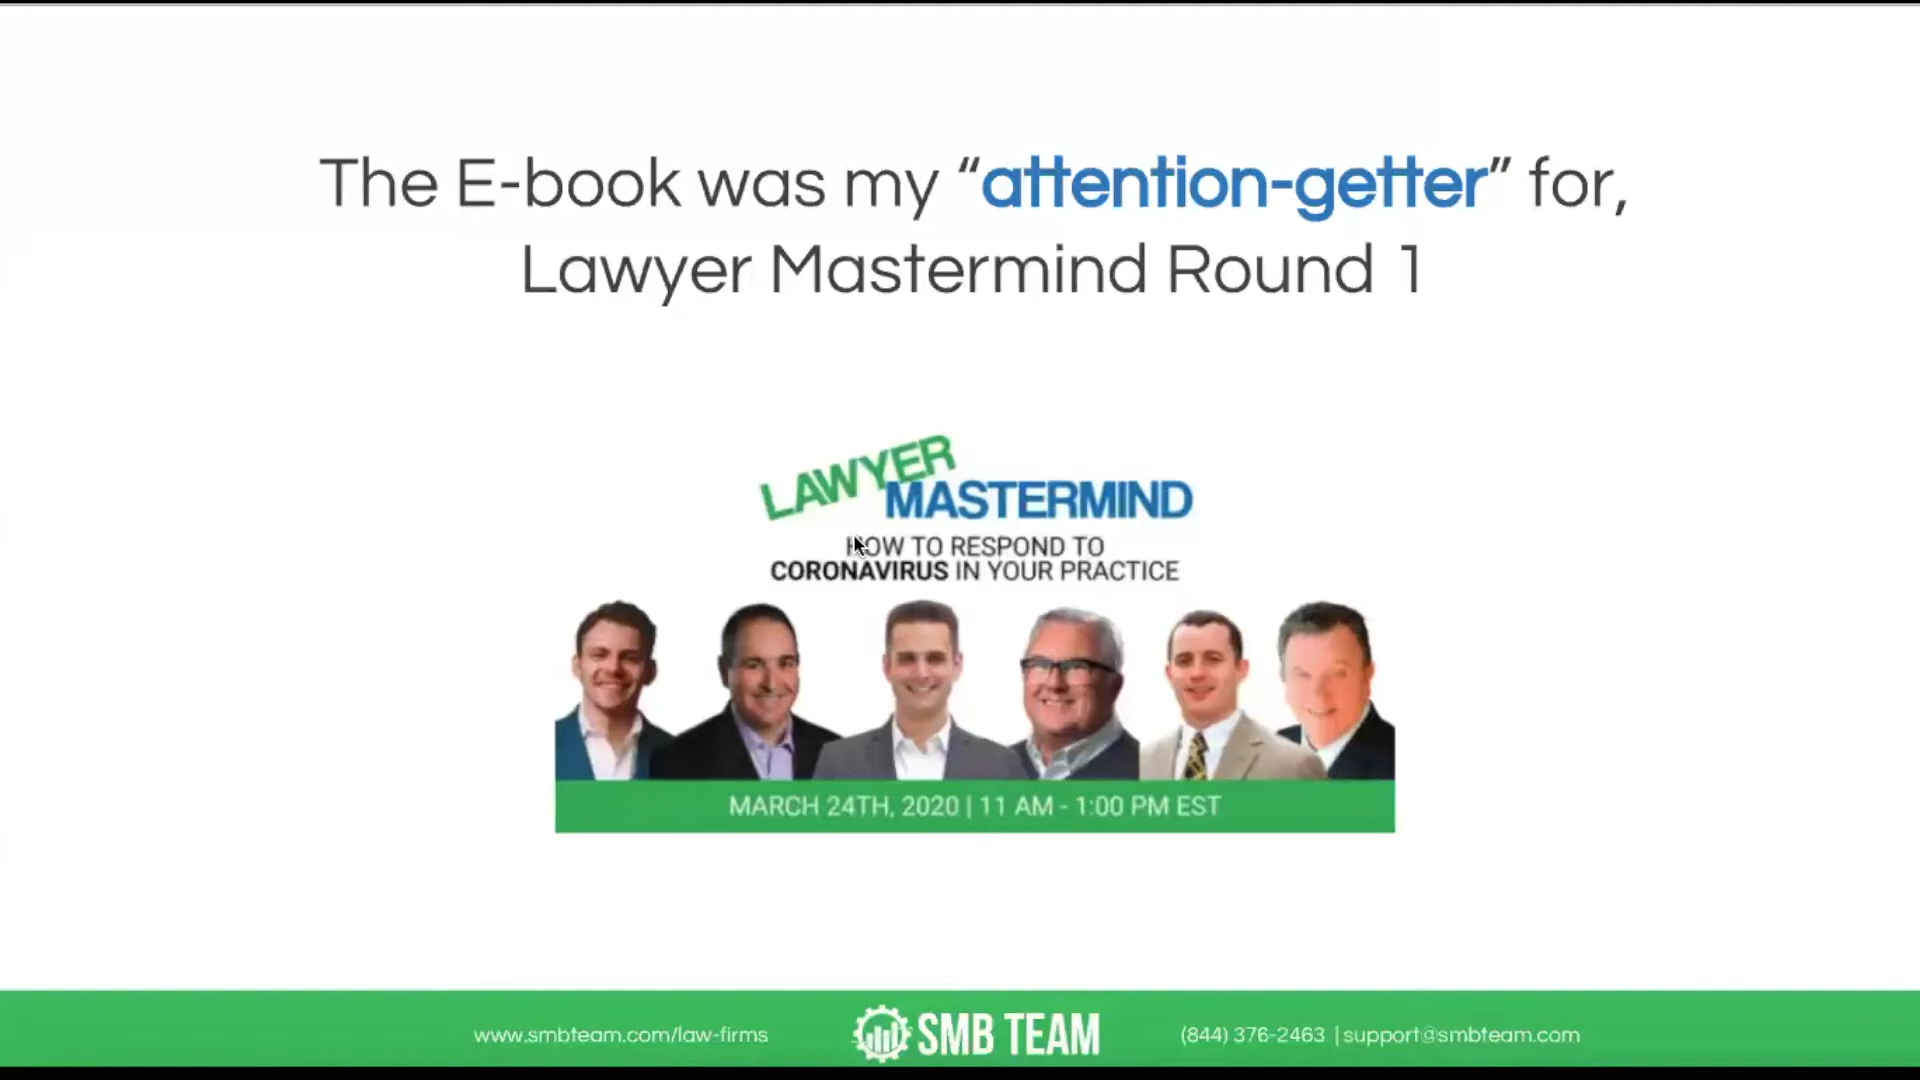 The E-book was my “attention-getter” for,
Lawyer Mastermind Round 1
LAWYER
MASTERMIND
HOW TO RESPOND TO
CORONAVIRUS IN YOUR PRACTICE
MARCH 24TH, 2020 | 11 AM - 1:00 PM EST
www.smbteam.com/law-firms SMB TEAM (844) 376-2463 | support@smbteam.com